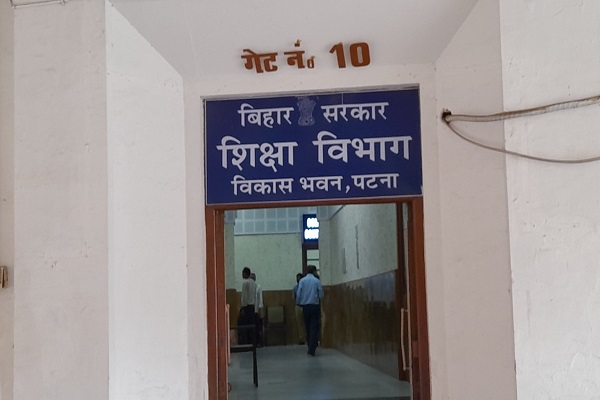 गेट नं० 10
बिहार सरकार
शिक्षा विभाग
विकास भवन, पटना